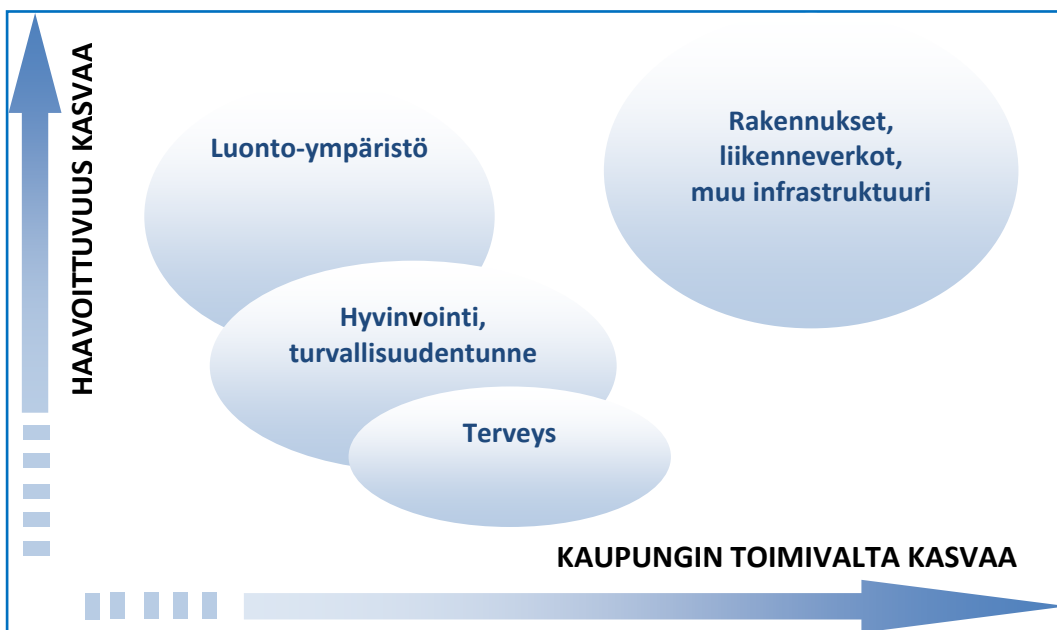 HAAVOITTUVUUS KASVAA
Luonto-ympäristö
Rakennukset,
liikenneverkot,
muu infrastruktuuri
Hyvinvointi,
turvallisuudentunne
Terveys
KAUPUNGIN TOIMIVALTA KASVAA